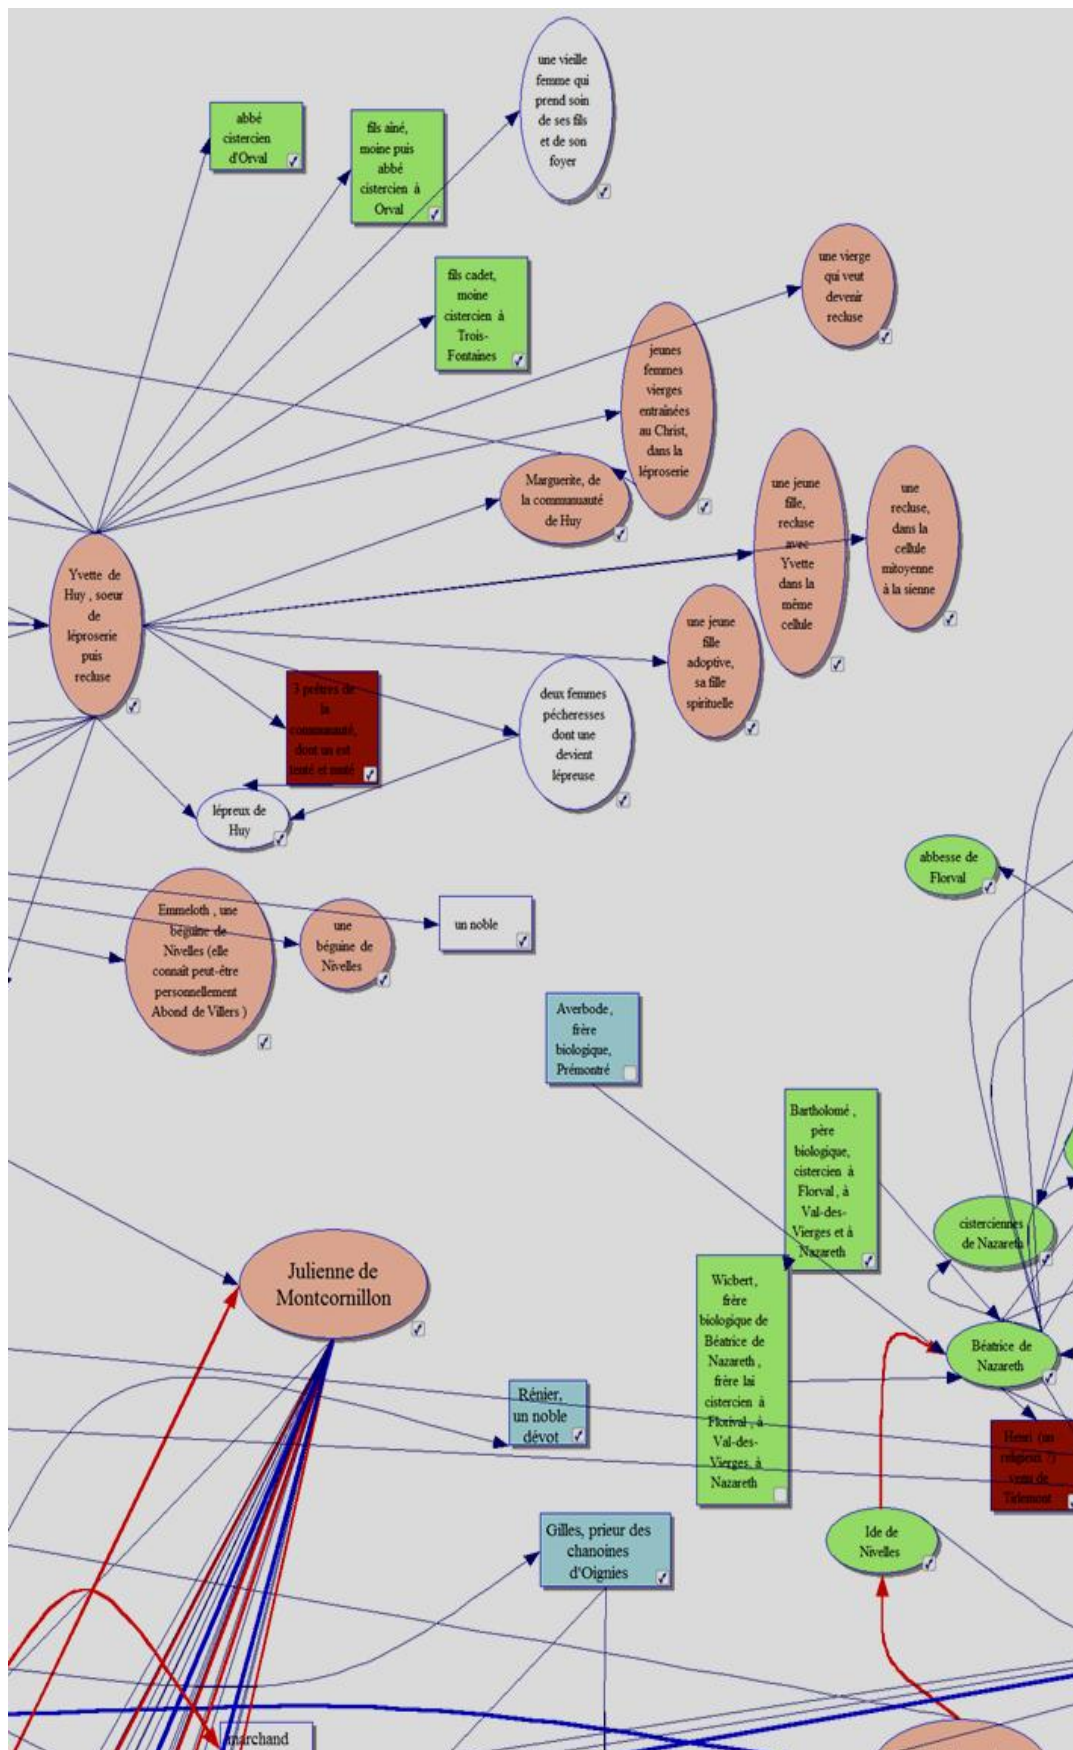 une vieille
femme qui
prend soin
de ses fils
et de son
foyer
abbé
cistercien
d'Orval
fils aîné,
moine puis
abbé
cistercien à
Orval
fils cadet,
moine
cistercien à
Trois-
Fontaines
une vierge
qui veut
devenir
recluse
jeunes
femmes
vierges
entraînées
au Christ,
dans la
léproserie
Marguerite, de
la communuauté
de Huy
une jeune
fille,
recluse
avec
Yvette
dans la
même
cellule
une
recluse,
dans la
cellule
mitoyenne
à la sienne
Yvette de
Huy , soeur
de
léproserie
puis
recluse
une jeune
fille
adoptive,
sa fille
spirituelle
3 prêtres de
la
communauté,
dont un est
tenté et muté
deux femmes
pécheresses
dont une
devient
lépreuse
lépreux de
Huy
abbesse de
Florval
Emmeloth , une
béguine de
Nivelles (elle
connaît peut-être
personnellement
Abond de Villers )
une
béguine de
Nivelles
un noble
Averbode ,
frère
biologique,
Prémontré
Bartholomé ,
père
biologique,
cistercien à
Florval , à
Val-des-
Vierges et à
Nazareth
cisterciennes
de Nazareth
Julienne de
Montcornillon
Wicbert,
frère
biologique de
Béatrice de
Nazareth ,
frère lai
cistercien à
Florival , à
Val-des-
Vierges, à
Nazareth
Béatrice de
Nazareth
Rénier,
un noble
dévot
Henri (un
religieux ?)
venu de
Tirlemont
Gilles, prieur des
chanoines
d'Oignies
Ide de
Nivelles
marchand